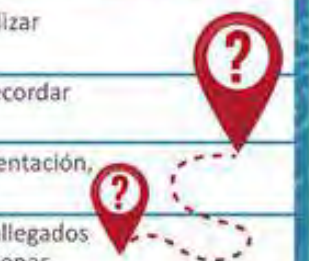 lizar
?
ecordar
entación,
?
llegados